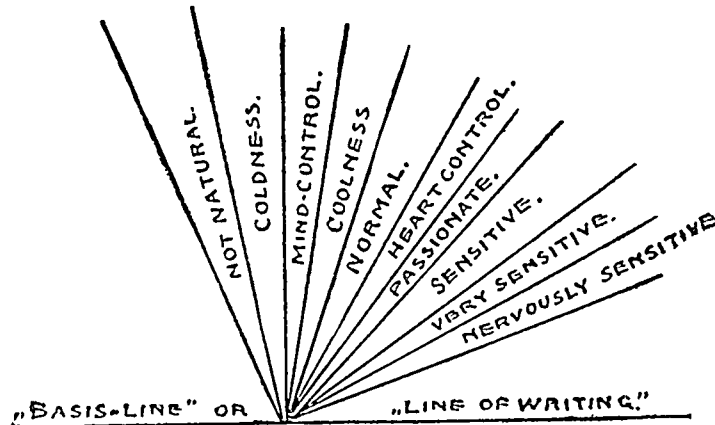 NOT NATURAL.
COLDNESS.
MIND-CONTROL.
COOLNESS
NORMAL.
HEART CONTROL.
PASSIONATE.
SENSITIVE.
VERY SENSITIVE.
NERVOUSLY SENSITIVE
„BASIS-LINE" OR „LINE OF WRITING."